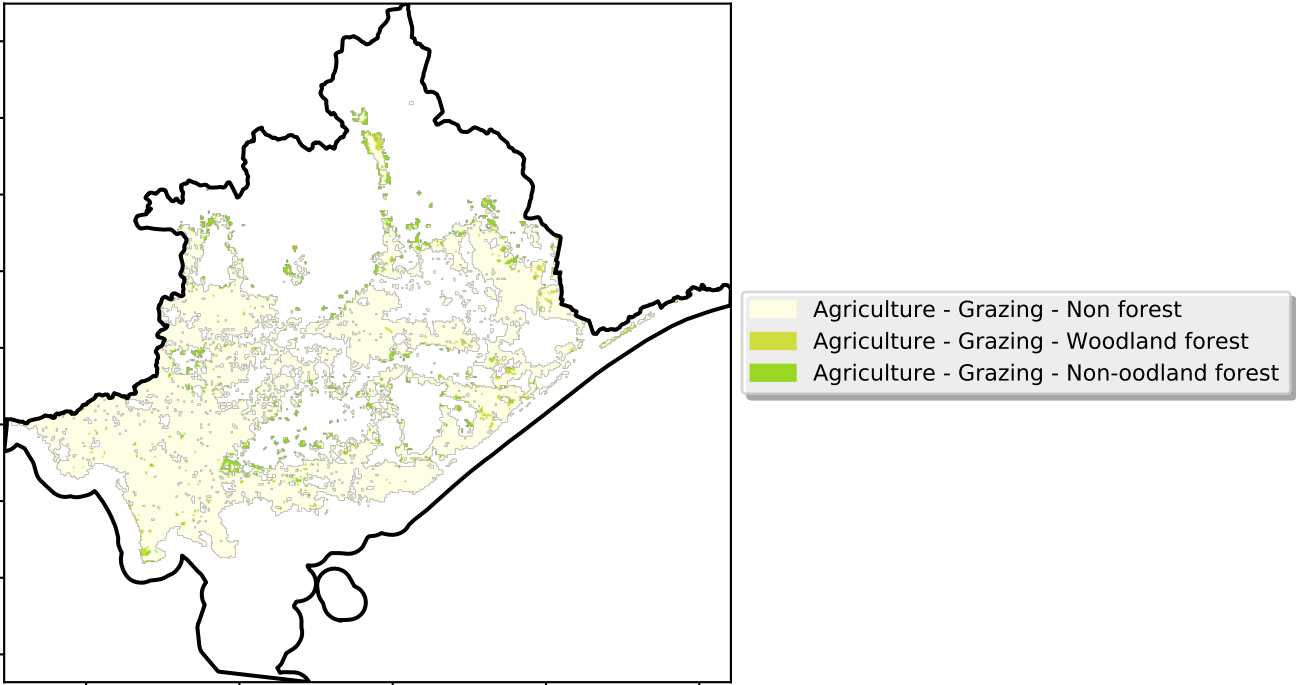 Agriculture - Grazing - Non forest
Agriculture - Grazing - Woodland forest
Agriculture - Grazing - Non-oodland forest